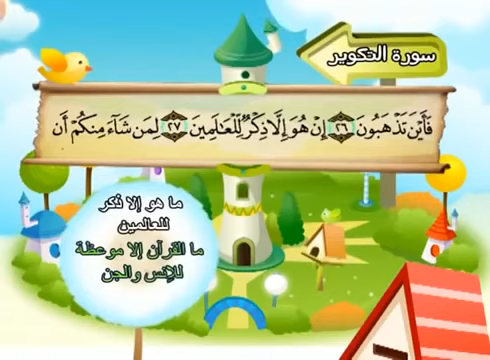 سورة التكوير
فَأَيْنَ تَذْهَبُونَ ٢٦ إِنْ هُوَ إِلَّا ذِكْرٌ لِّلْعَالَمِينَ ٢٧ لِمَن شَآءَ مِنكُمْ أَن
ما هو إلا ذكر
للعالمين
ما القرآن إلا موعظة
للإنس والجن